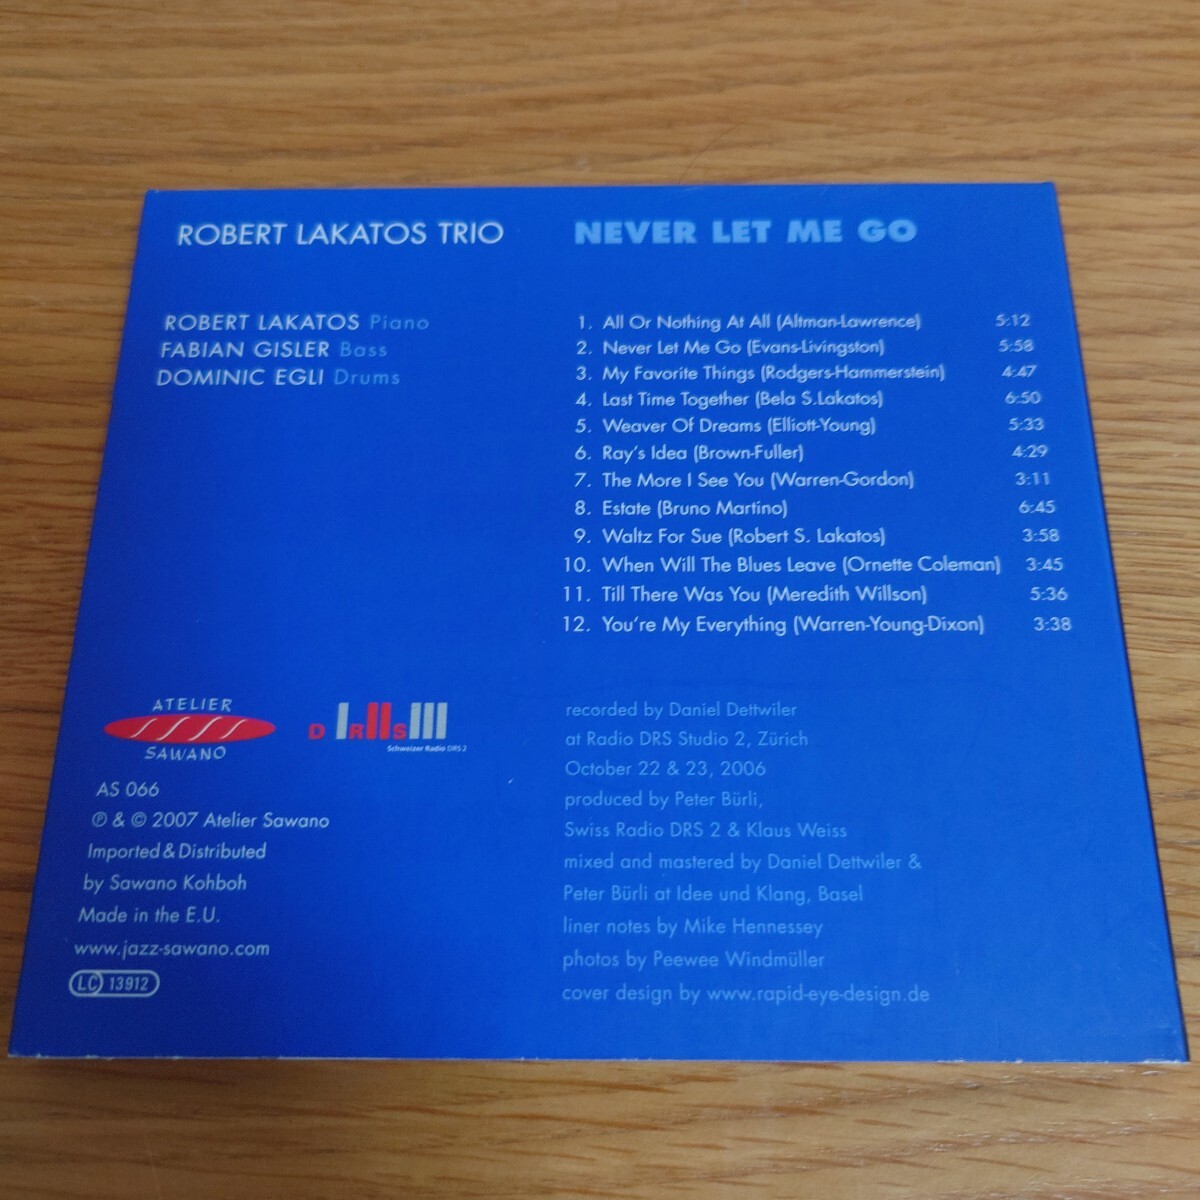 ROBERT LAKATOS TRIO
NEVER LET ME GO
ROBERT LAKATOS Piano
FABIAN GISLER Bass
DOMINIC EGLI Drums
1. All Or Nothing At All (Altman-Lawrence) 5:12
2. Never Let Me Go (Evans-Livingston) 5:58
3. My Favorite Things (Rodgers-Hammerstein) 4:47
4. Last Time Together (Bela S.Lakatos) 6:50
5. Weaver Of Dreams (Elliott-Young) 5:33
6. Ray's Idea (Brown-Fuller) 4:29
7. The More I See You (Warren-Gordon) 3:11
8. Estate (Bruno Martino) 6:45
9. Waltz For Sue (Robert S. Lakatos) 3:58
10. When Will The Blues Leave (Ornette Coleman) 3:45
11. Till There Was You (Meredith Willson) 5:36
12. You're My Everything (Warren-Young-Dixon) 3:38
ATELIER
SAWANO
DRS
Schweizer Radio DRS 2
AS 066
℗ & © 2007 Atelier Sawano
Imported & Distributed
by Sawano Kohboh
Made in the E.U.
www.jazz-sawano.com
LC 13912
recorded by Daniel Dettwiler
at Radio DRS Studio 2, Zürich
October 22 & 23, 2006
produced by Peter Bürli,
Swiss Radio DRS 2 & Klaus Weiss
mixed and mastered by Daniel Dettwiler &
Peter Bürli at Idee und Klang, Basel
liner notes by Mike Hennessey
photos by Peewee Windmüller
cover design by www.rapid-eye-design.de